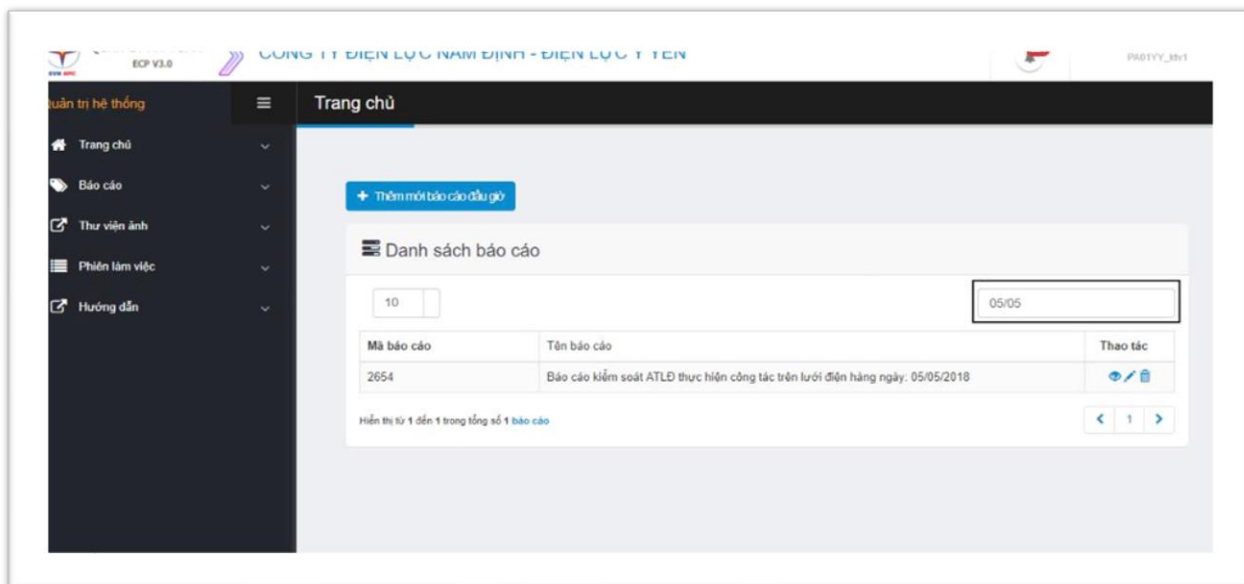 ECP V3.0
CÔNG TY ĐIỆN LỰC NAM ĐỊNH - ĐIỆN LỰC Ý YÊN
Quản trị hệ thống
Trang chủ
Trang chủ
Báo cáo
Thư viện ảnh
Phiên làm việc
Hướng dẫn
Thêm mới báo cáo đầu giờ
Danh sách báo cáo
10
05/05
Mã báo cáo Tên báo cáo Thao tác
2654 Báo cáo kiểm soát ATLĐ thực hiện công tác trên lưới điện hàng ngày: 05/05/2018
Hiển thị từ 1 đến 1 trong tổng số 1 báo cáo
1